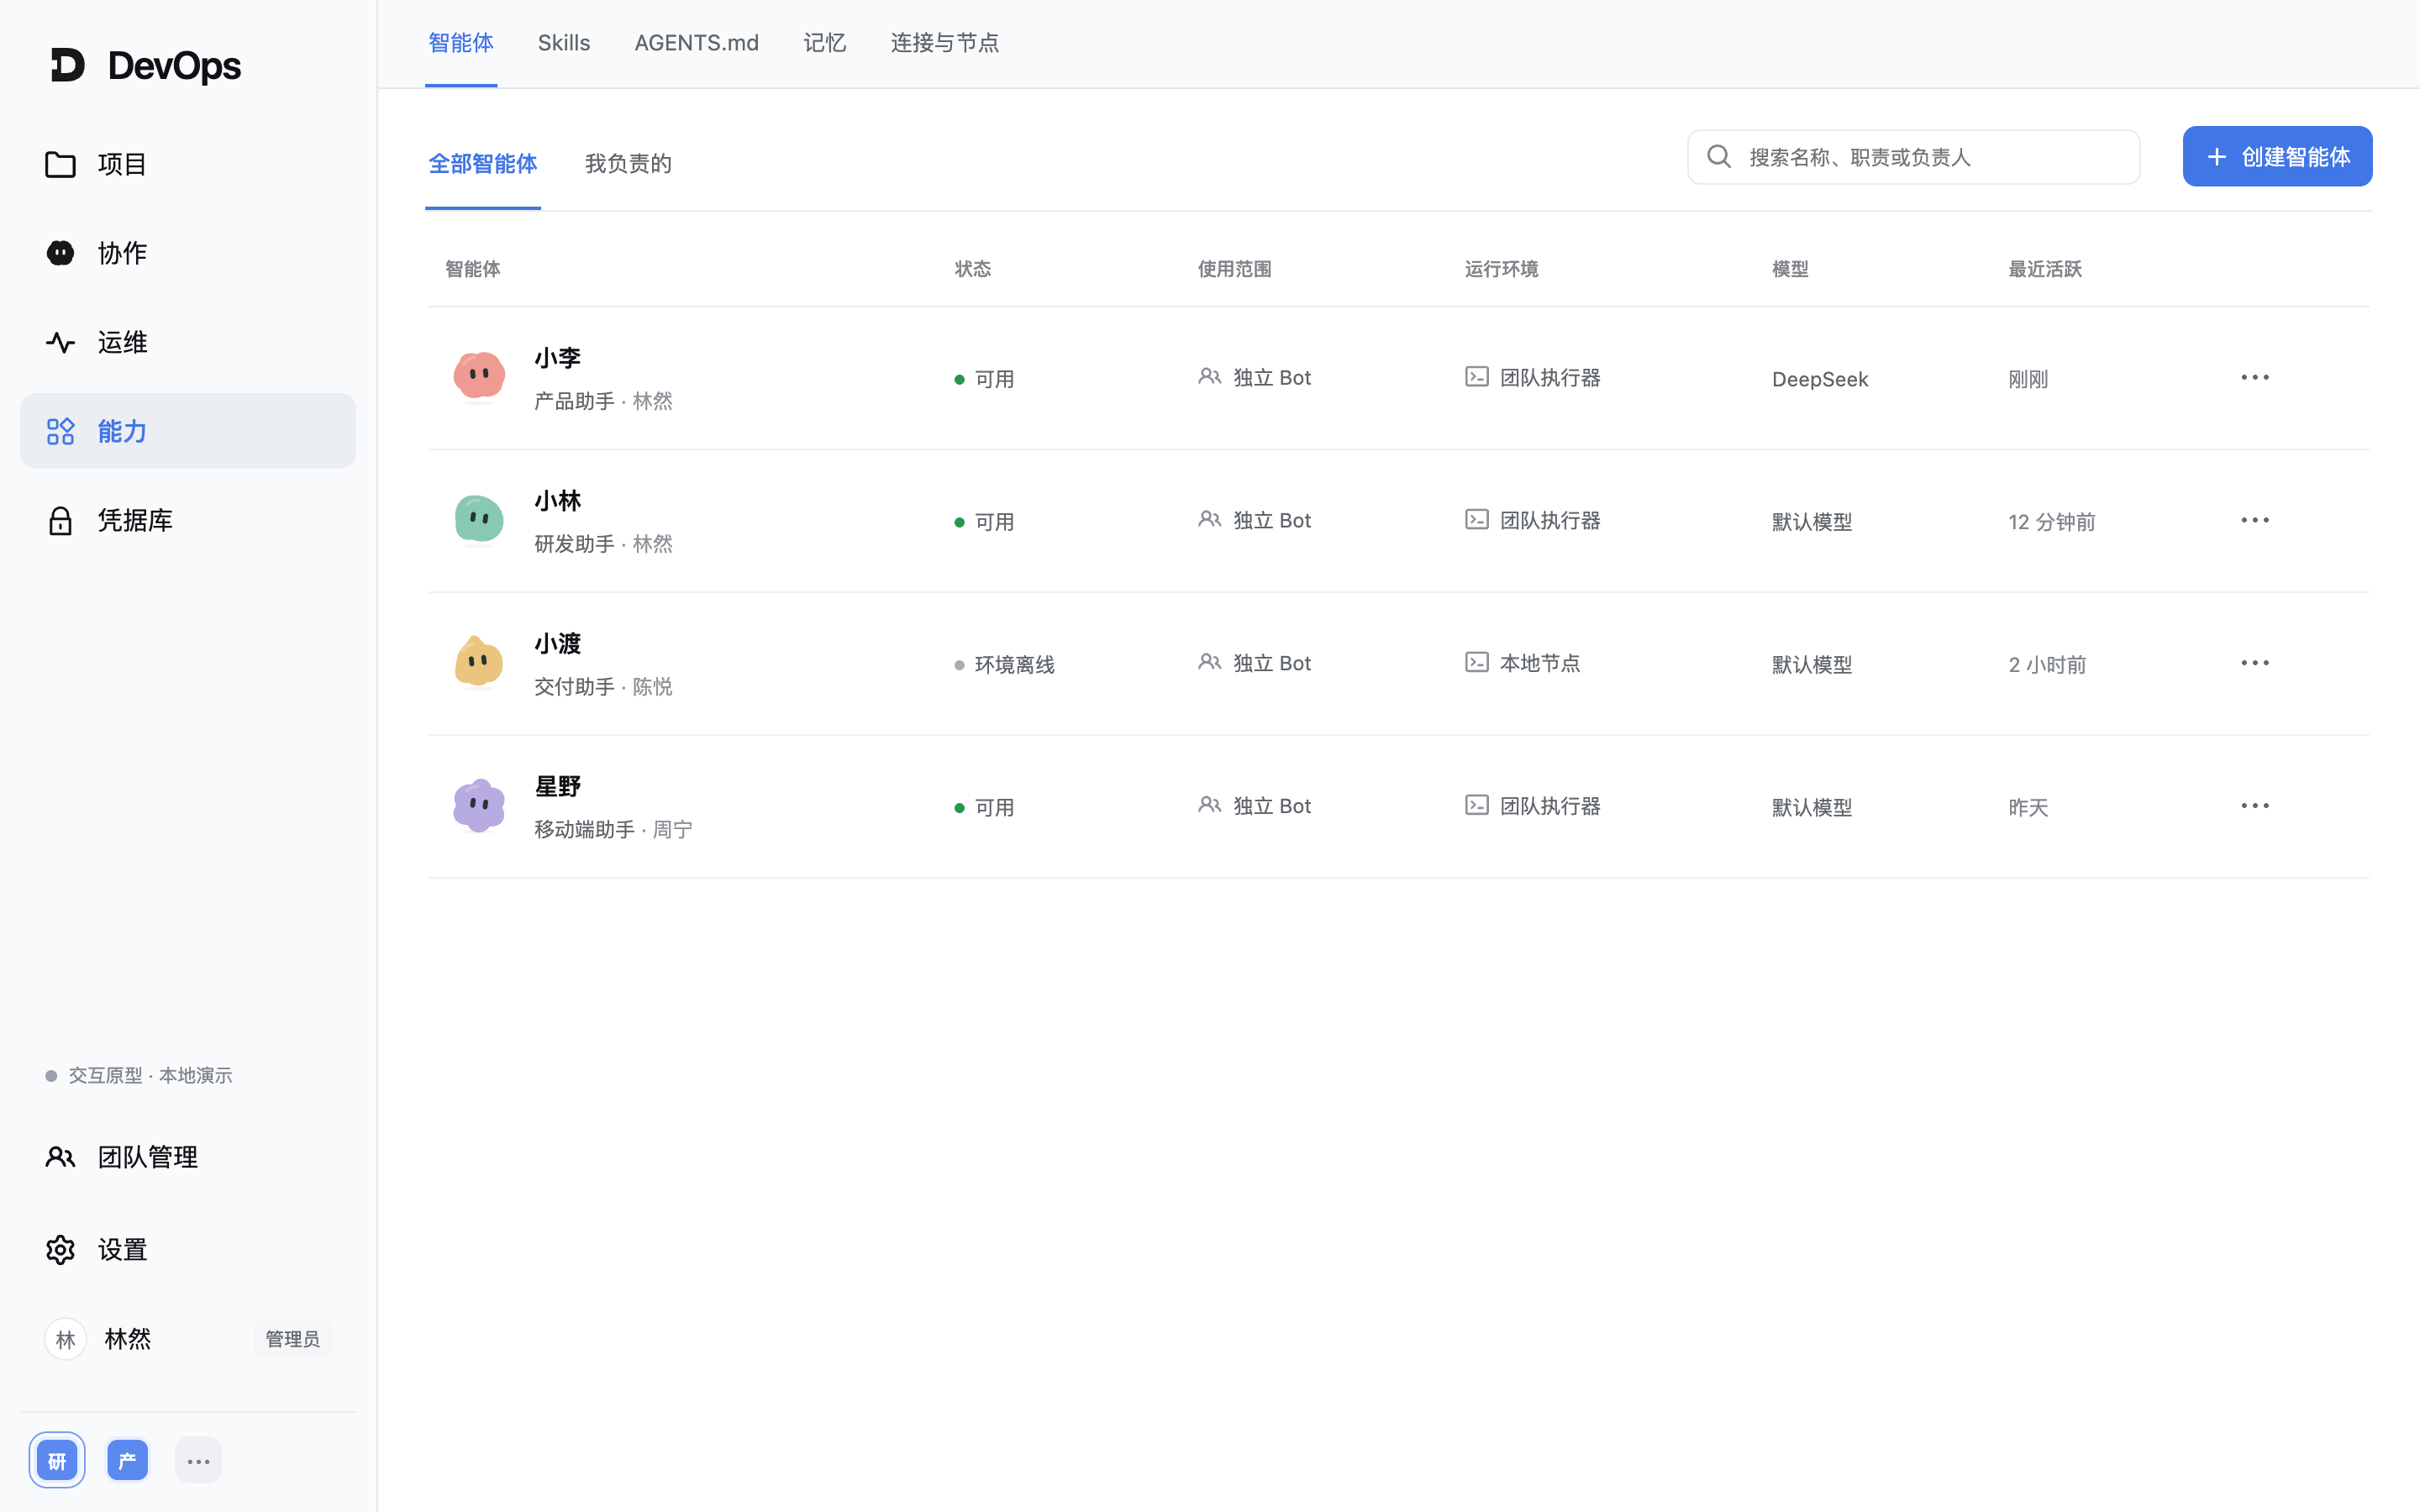 DevOps
项目
协作
运维
能力
凭据库
交互原型 · 本地演示
团队管理
设置
林 林然 管理员
研 产
智能体 Skills AGENTS.md 记忆 连接与节点
全部智能体 我负责的 搜索名称、职责或负责人 创建智能体
智能体 状态 使用范围 运行环境 模型 最近活跃
小李
产品助手 · 林然
可用 独立 Bot 团队执行器 DeepSeek 刚刚
小林
研发助手 · 林然
可用 独立 Bot 团队执行器 默认模型 12 分钟前
小渡
交付助手 · 陈悦
环境离线 独立 Bot 本地节点 默认模型 2 小时前
星野
移动端助手 · 周宁
可用 独立 Bot 团队执行器 默认模型 昨天